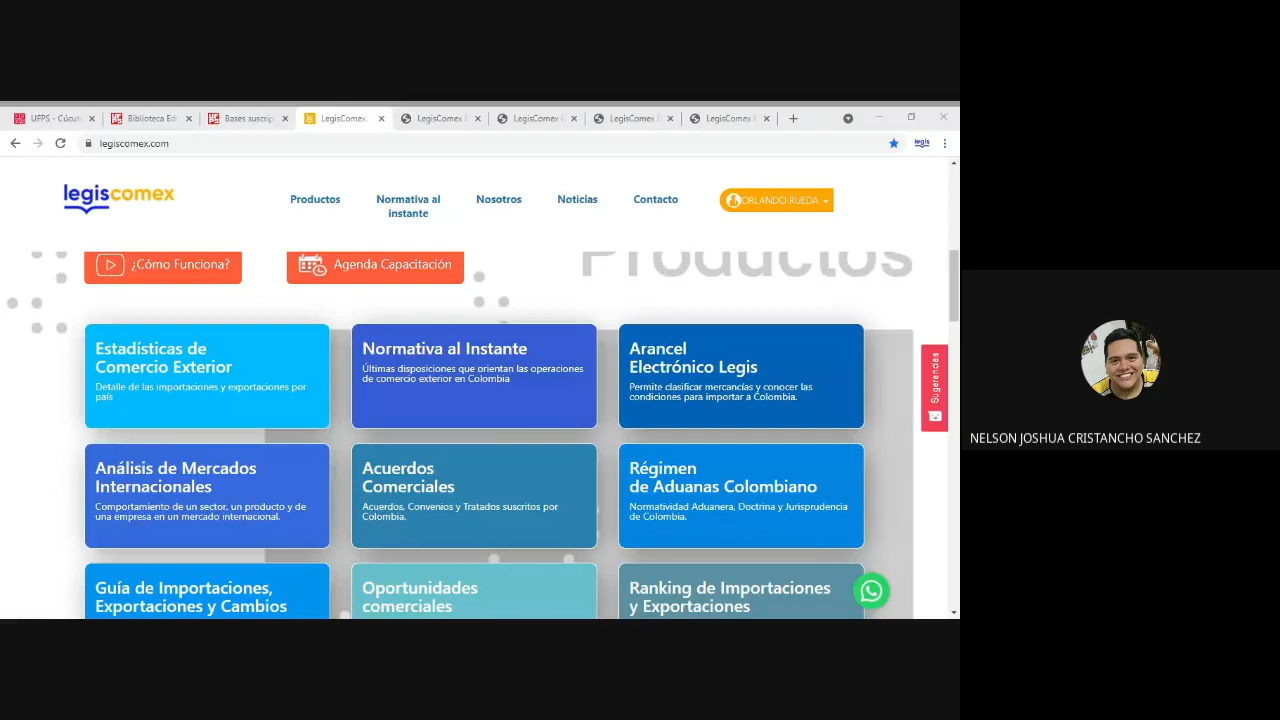 UFPS - Cúcut
Biblioteca Ed
Bases suscrip
LegisComex
LegisComex
LegisComex
LegisComex
LegisComex
legiscomex.com
legis
legiscomex
Productos
Normativa al
instante
Nosotros
Noticias
Contacto
ORLANDO RUEDA
¿Cómo Funciona?
Agenda Capacitación
Productos
Estadísticas de
Comercio Exterior
Detalle de las importaciones y exportaciones por
país
Normativa al Instante
Últimas disposiciones que orientan las operaciones
de comercio exterior en Colombia
Arancel
Electrónico Legis
Permite clasificar mercancías y conocer las
condiciones para importar a Colombia.
Sugerencias
Análisis de Mercados
Internacionales
Comportamiento de un sector, un producto y de
una empresa en un mercado internacional.
Acuerdos
Comerciales
Acuerdos, Convenios y Tratados suscritos por
Colombia.
Régimen
de Aduanas Colombiano
Normatividad Aduanera, Doctrina y Jurisprudencia
de Colombia.
Guía de Importaciones,
Exportaciones y Cambios
Oportunidades
comerciales
Ranking de Importaciones
y Exportaciones
NELSON JOSHUA CRISTANCHO SANCHEZ